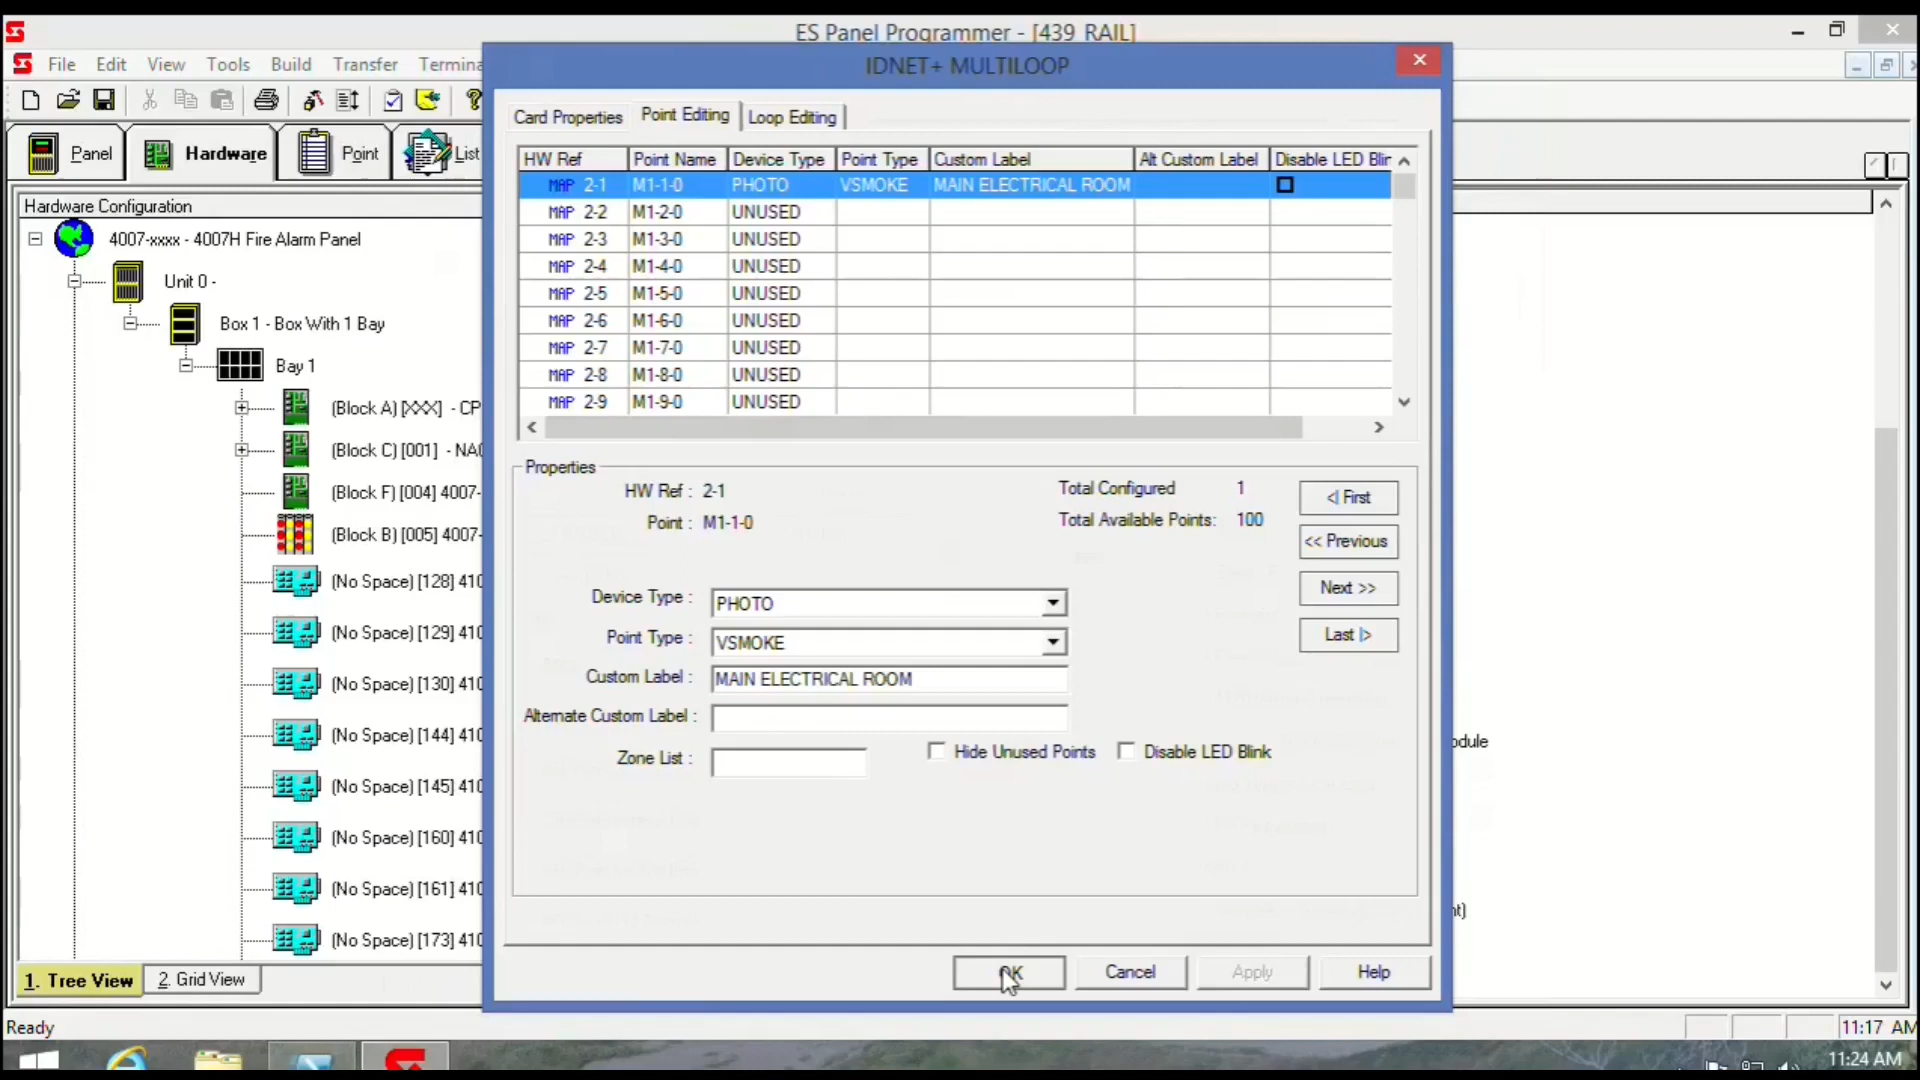 ES Panel Programmer - [439 RAIL]
File Edit View Tools Build Transfer Termina
Panel Hardware Point List
Hardware Configuration
4007-xxxx - 4007H Fire Alarm Panel
Unit 0 -
Box 1 - Box With 1 Bay
Bay 1
(Block A) [XXX] - CP
(Block C) [001] - NAC
(Block F) [004] 4007-
(Block B) [005] 4007-
(No Space) [128] 410
(No Space) [129] 410
(No Space) [130] 410
(No Space) [144] 410
(No Space) [145] 410
(No Space) [160] 410
(No Space) [161] 410
(No Space) [173] 410
1. Tree View 2. Grid View
IDNET+ MULTILOOP
Card Properties Point Editing Loop Editing
HW Ref Point Name Device Type Point Type Custom Label Alt Custom Label Disable LED Blir
MAP 2-1 M1-1-0 PHOTO VSMOKE MAIN ELECTRICAL ROOM
MAP 2-2 M1-2-0 UNUSED
MAP 2-3 M1-3-0 UNUSED
MAP 2-4 M1-4-0 UNUSED
MAP 2-5 M1-5-0 UNUSED
MAP 2-6 M1-6-0 UNUSED
MAP 2-7 M1-7-0 UNUSED
MAP 2-8 M1-8-0 UNUSED
MAP 2-9 M1-9-0 UNUSED
Properties
HW Ref : 2-1
Point : M1-1-0
Total Configured 1
Total Available Points: 100
<| First
<< Previous
Next >>
Last |>
Device Type : PHOTO
Point Type : VSMOKE
Custom Label : MAIN ELECTRICAL ROOM
Alternate Custom Label :
Zone List :
Hide Unused Points Disable LED Blink
OK Cancel Apply Help
odule
nt)
Ready
11:17 AM
11:24 AM